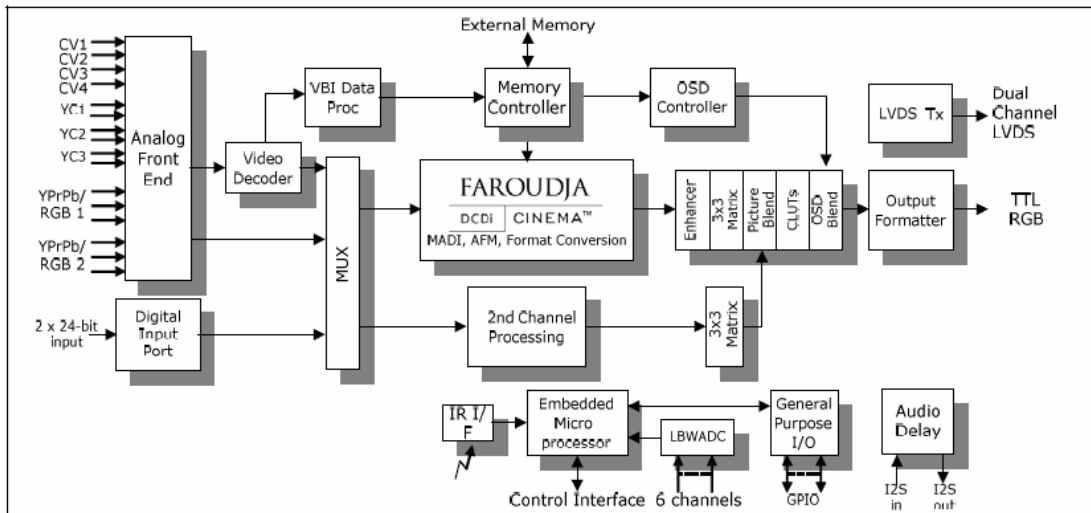 External Memory
CV1
CV2
CV3
CV4
YC1
YC2
YC3
YPrPb/
RGB 1
YPrPb/
RGB 2
Analog
Front
End
Video
Decoder
VBI Data
Proc
Memory
Controller
OSD
Controller
LVDS Tx
Dual
Channel
LVDS
MUX
FAROUDJA
DCDi CINEMA™
MADI, AFM, Format Conversion
Enhancer
3x3
Matrix
Picture
Blend
CLUTs
OSD
Blend
Output
Formatter
TTL
RGB
2 x 24-bit
input
Digital
Input
Port
2nd Channel
Processing
3x3
Matrix
IR I/
F
Embedded
Micro
processor
LBWADC
General
Purpose
I/O
Audio
Delay
Control Interface
6 channels
GPIO
I2S
in
I2S
out